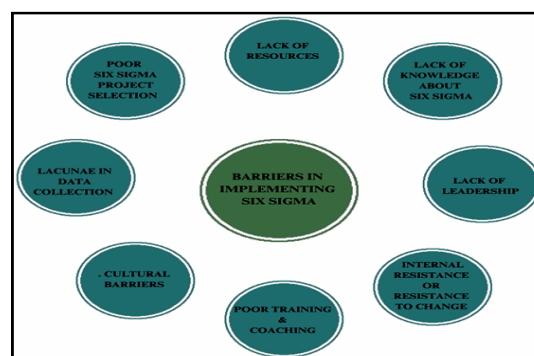 LACK OF
RESOURCES
POOR
SIX SIGMA
PROJECT
SELECTION
LACK OF
KNOWLEDGE
ABOUT
SIX SIGMA
LACUNAE IN
DATA
COLLECTION
BARRIERS IN
IMPLEMENTING
SIX SIGMA
LACK OF
LEADERSHIP
. CULTURAL
BARRIERS
INTERNAL
RESISTANCE
OR
RESISTANCE
TO CHANGE
POOR TRAINING
&
COACHING